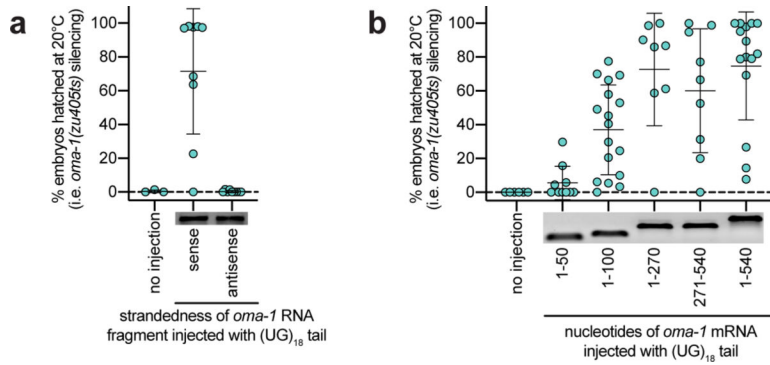 a
% embryos hatched at 20°C
(i.e. oma-1(zu405ts) silencing)
100
80
60
40
20
0
no injection
sense
antisense
strandedness of oma-1 RNA
fragment injected with (UG)18 tail
b
% embryos hatched at 20°C
(i.e. oma-1(zu405ts) silencing)
100
80
60
40
20
0
no injection
1-50
1-100
1-270
271-540
1-540
nucleotides of oma-1 mRNA
injected with (UG)18 tail